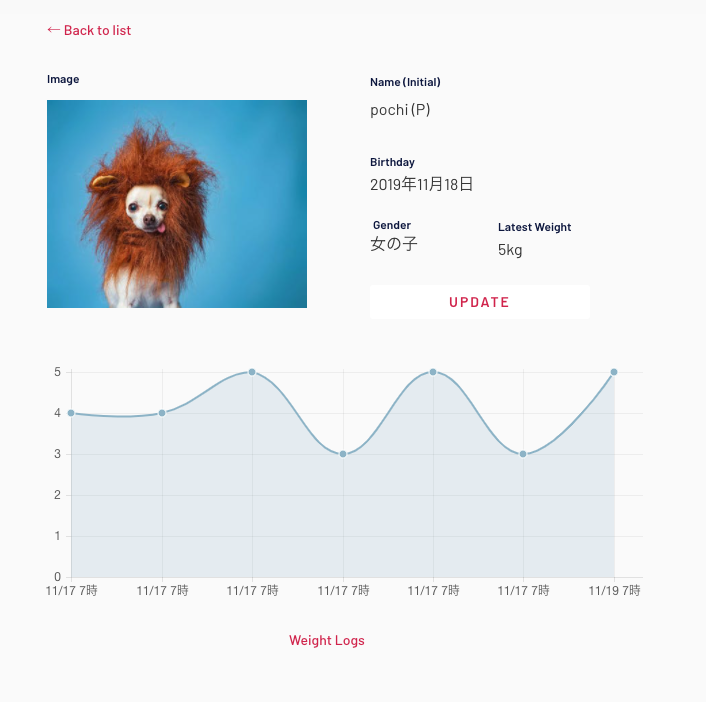 ← Back to list
Image
Name (Initial)
pochi (P)
Birthday
2019年11月18日
Gender
女の子
Latest Weight
5kg
UPDATE
5
4
3
2
1
0
11/17 7時 11/17 7時 11/17 7時 11/17 7時 11/17 7時 11/17 7時 11/19 7時
Weight Logs